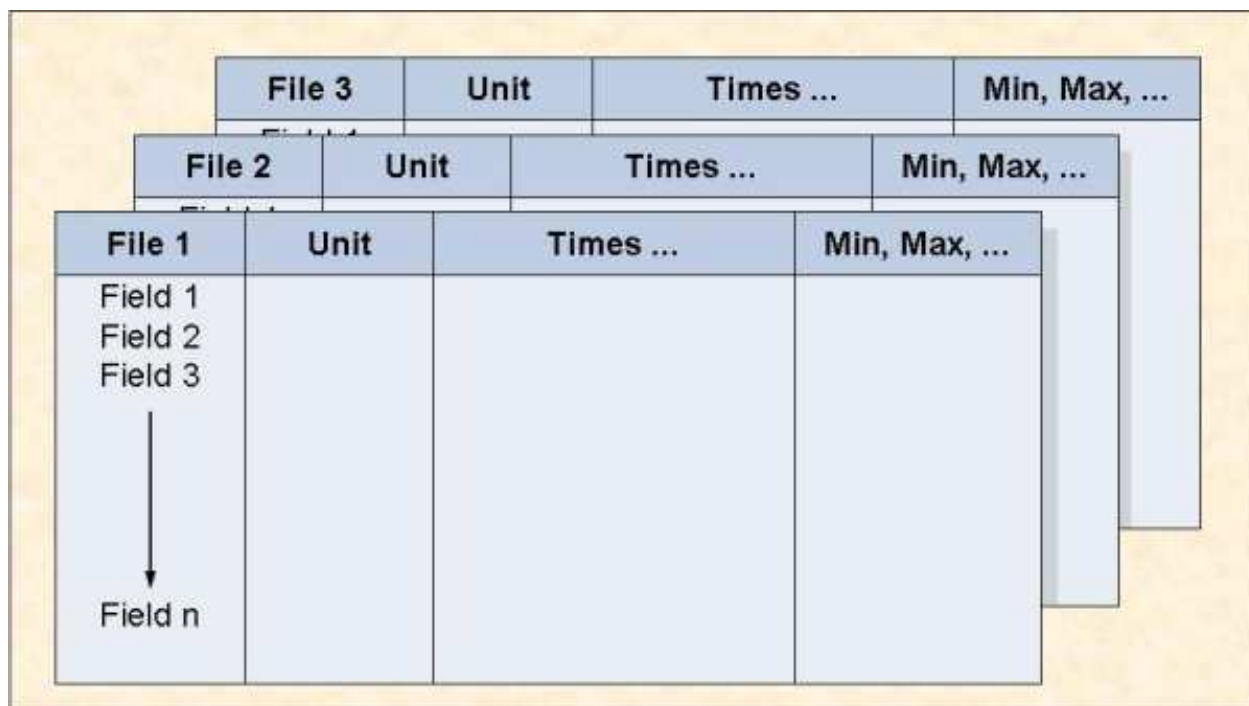 File 3 Unit Times ... Min, Max, ...
File 2 Unit Times ... Min, Max, ...
File 1 Unit Times ... Min, Max, ...
Field 1
Field 2
Field 3
Field n